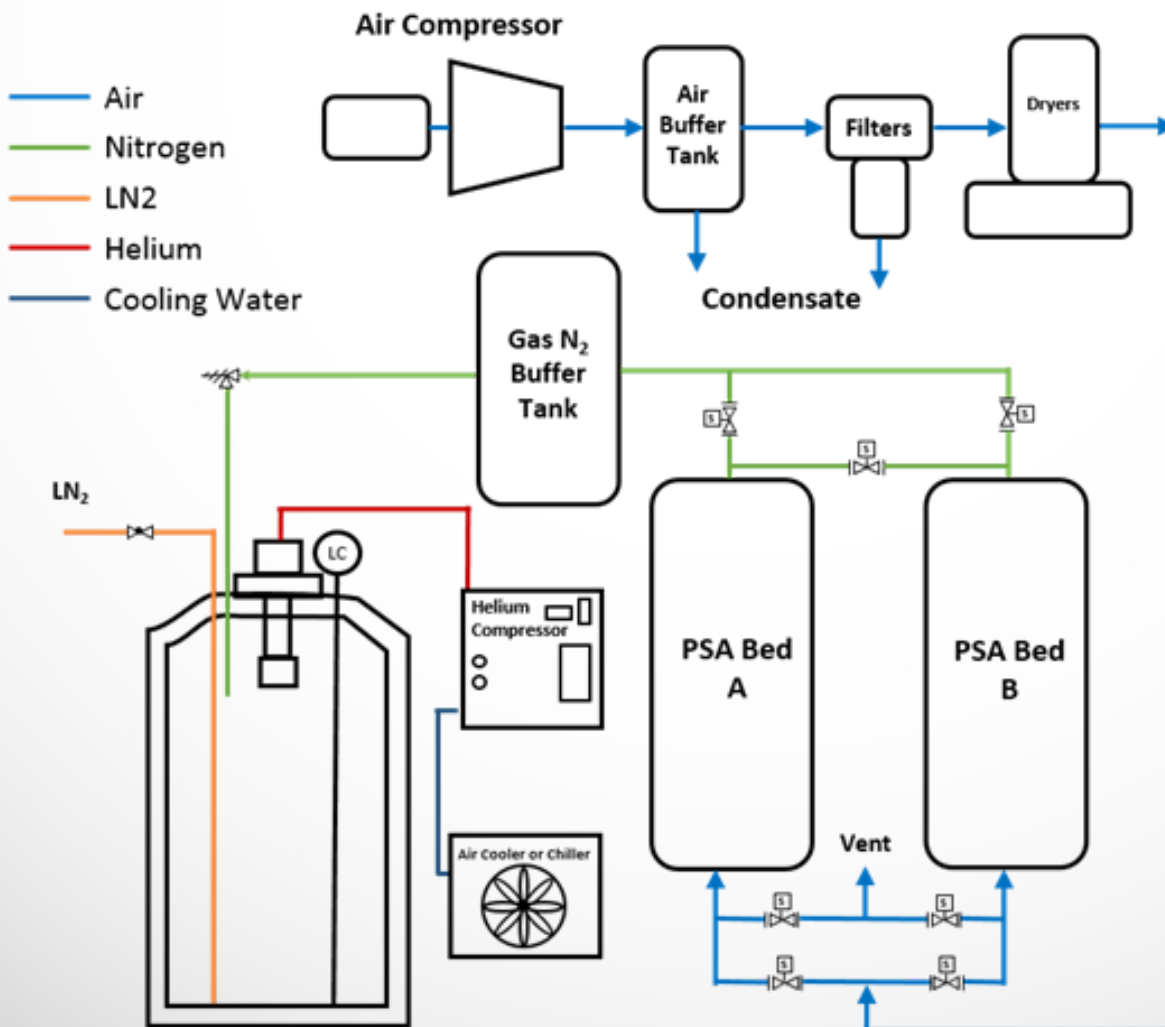 Air Compressor
Air
Nitrogen
LN2
Helium
Cooling Water
Air
Buffer
Tank
Filters
Dryers
Condensate
Gas N₂
Buffer
Tank
S
S
S
LN₂
LC
Helium
Compressor
PSA Bed
A
PSA Bed
B
Air Cooler or Chiller
Vent
S
S
S
S